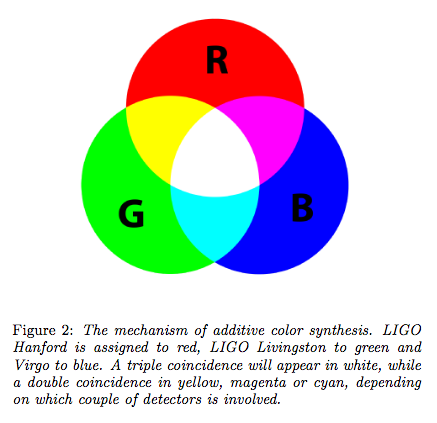 R
G
B
Figure 2: The mechanism of additive color synthesis. LIGO
Hanford is assigned to red, LIGO Livingston to green and
Virgo to blue. A triple coincidence will appear in white, while
a double coincidence in yellow, magenta or cyan, depending
on which couple of detectors is involved.